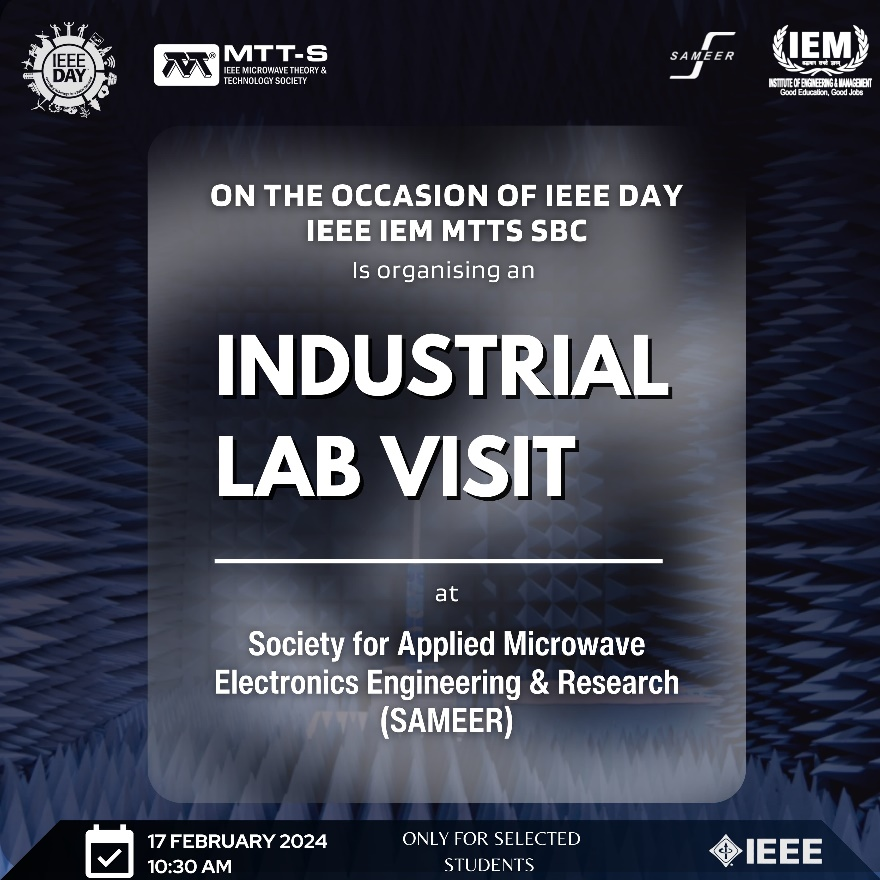 IEEE
DAY
MTT-S
IEEE MICROWAVE THEORY &
TECHNOLOGY SOCIETY
SAMEER
IEM
INSTITUTE OF ENGINEERING & MANAGEMENT
Good Education, Good Jobs
ON THE OCCASION OF IEEE DAY
IEEE IEM MTTS SBC
Is organising an
INDUSTRIAL
LAB VISIT
at
Society for Applied Microwave
Electronics Engineering & Research
(SAMEER)
17 FEBRUARY 2024
10:30 AM
ONLY FOR SELECTED
STUDENTS
IEEE